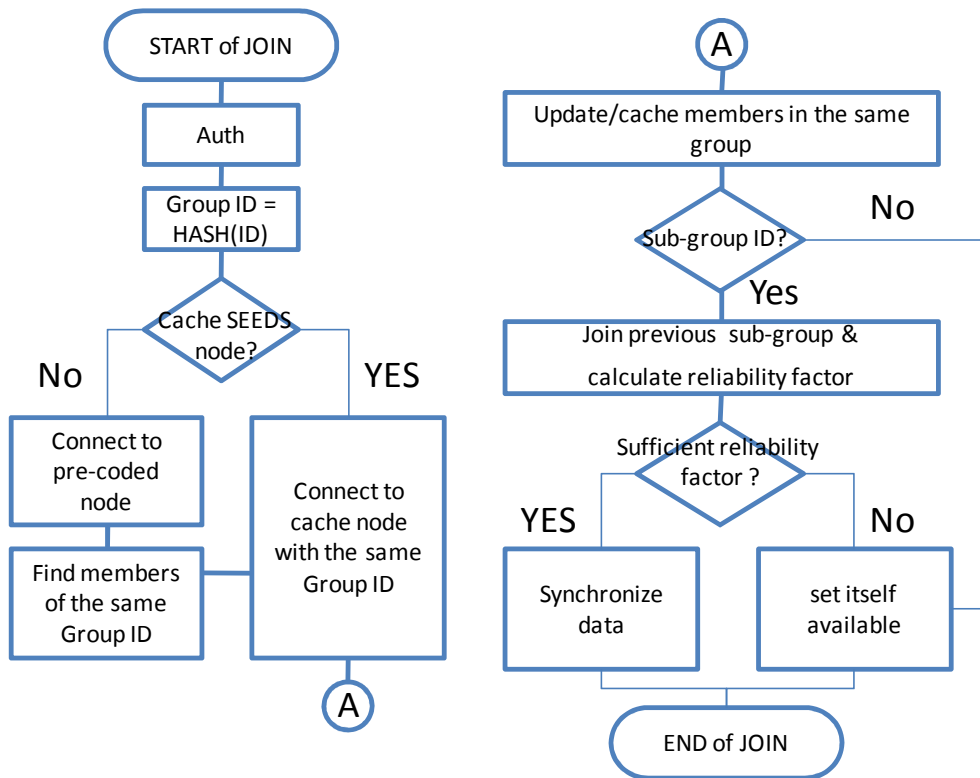 START of JOIN
Auth
Group ID =
HASH(ID)
Cache SEEDS
node?
No
YES
Connect to
pre-coded
node
Find members
of the same
Group ID
Connect to
cache node
with the same
Group ID
A
A
Update/cache members in the same
group
Sub-group ID?
No
Yes
Join previous sub-group &
calculate reliability factor
Sufficient reliability
factor ?
YES
No
Synchronize
data
set itself
available
END of JOIN